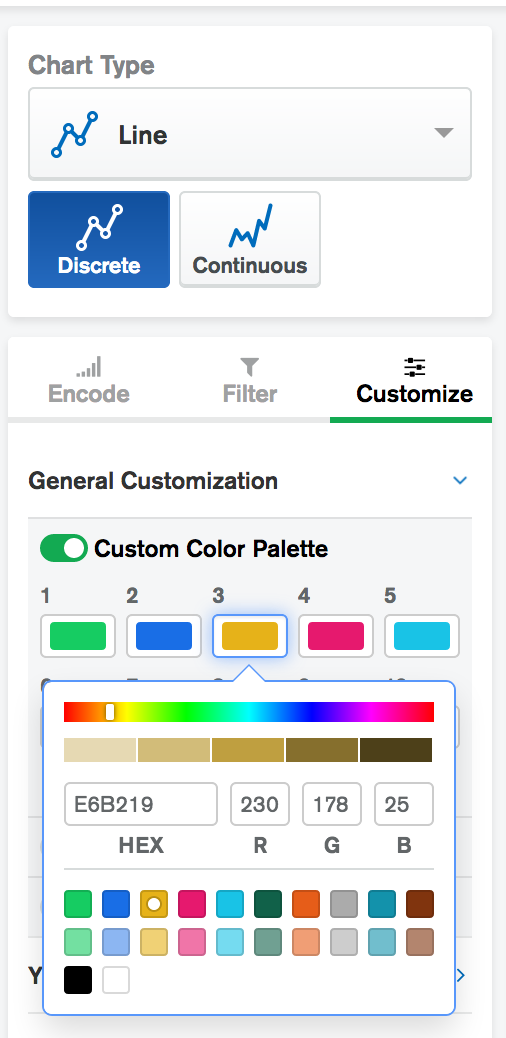 Chart Type
Line
Discrete
Continuous
Encode
Filter
Customize
General Customization
Custom Color Palette
1 2 3 4 5
E6B219 230 178 25
HEX R G B
Y